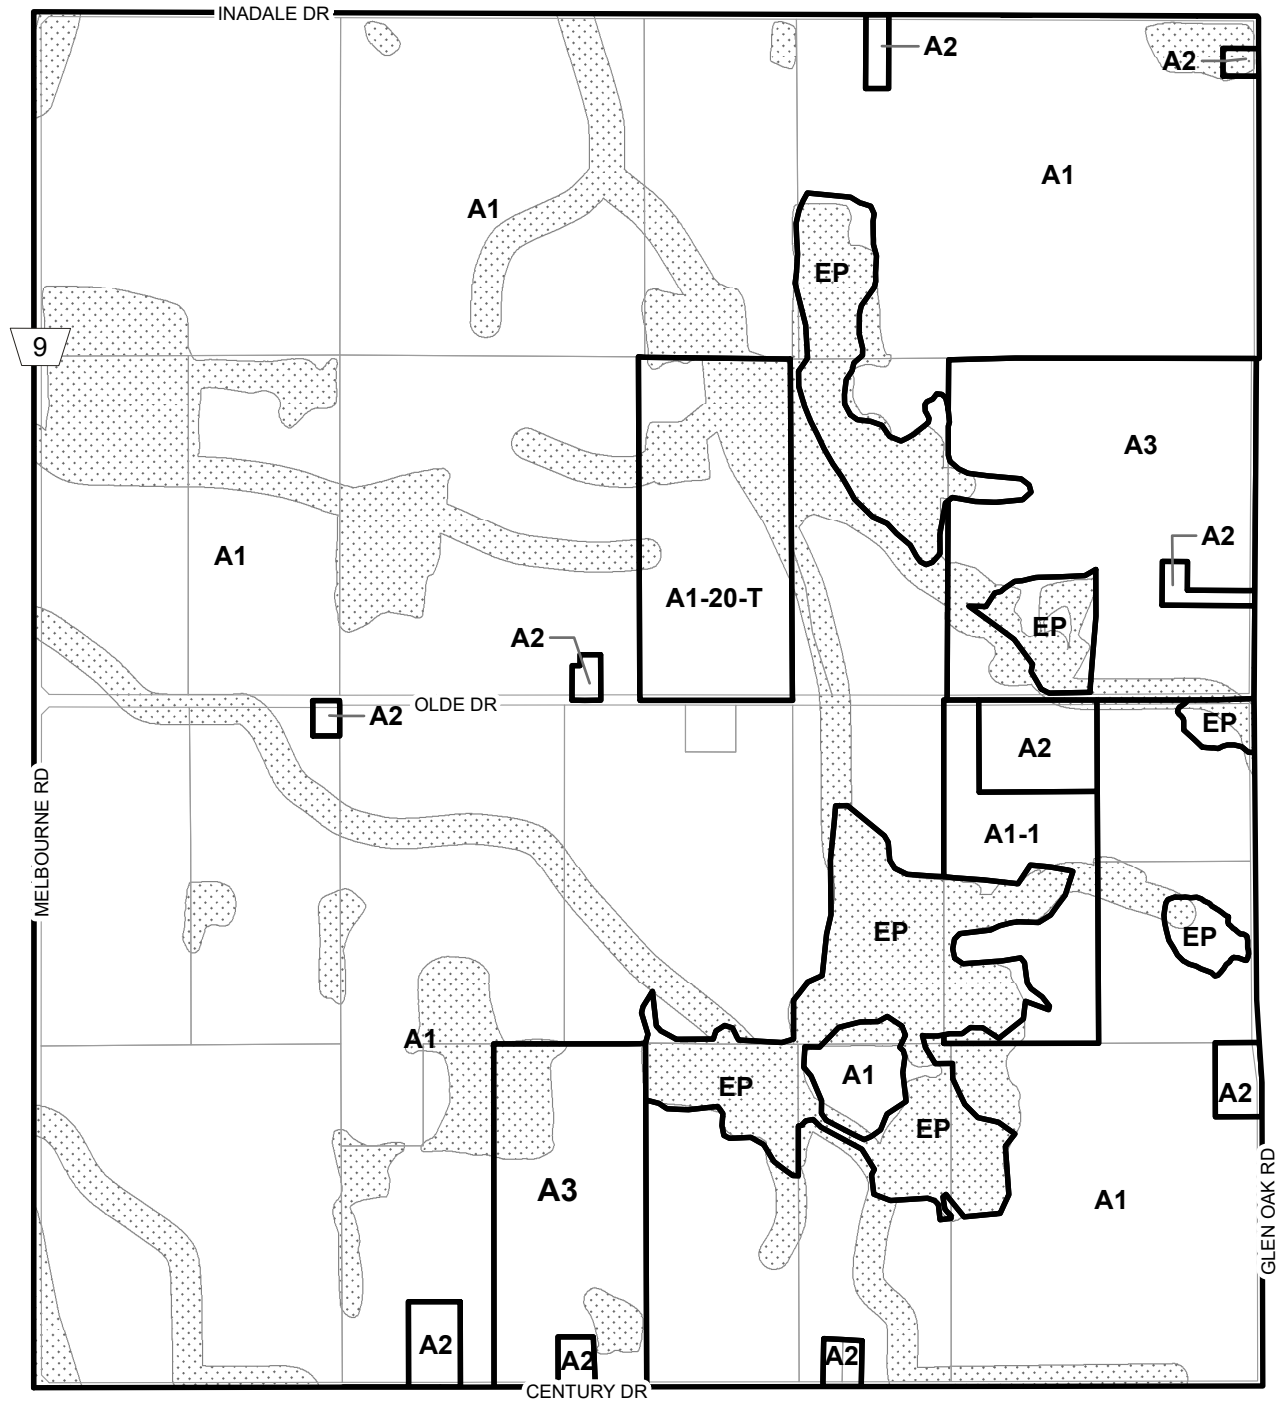 INADALE DR
A2
A2
A1
A1
EP
9
A3
A2
A1
A1-20-T
EP
A2
OLDE DR
A2
EP
A2
A1-1
MELBOURNE RD
EP
EP
A1
A1
EP
A2
EP
A3
A1
GLEN OAK RD
A2
A2
A2
CENTURY DR